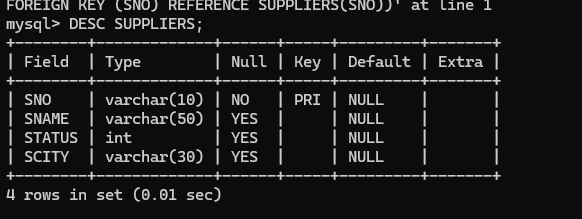 FOREIGN KEY (SNO) REFERENCE SUPPLIERS(SNO))' at line 1
mysql> DESC SUPPLIERS;
+--------+-------------+------+-----+---------+-------+
| Field  | Type        | Null | Key | Default | Extra |
+--------+-------------+------+-----+---------+-------+
| SNO    | varchar(10) | NO   | PRI | NULL    |       |
| SNAME  | varchar(50) | YES  |     | NULL    |       |
| STATUS | int         | YES  |     | NULL    |       |
| SCITY  | varchar(30) | YES  |     | NULL    |       |
+--------+-------------+------+-----+---------+-------+
4 rows in set (0.01 sec)